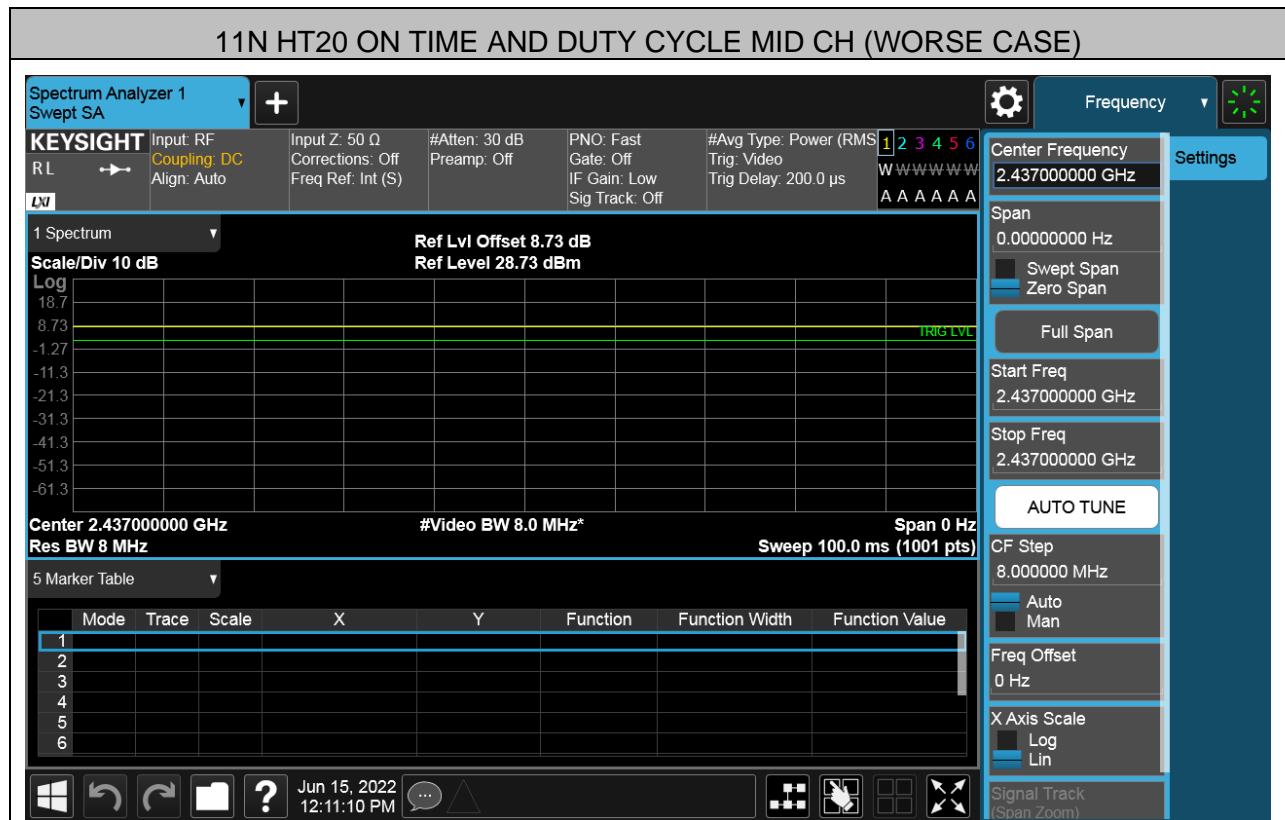 11N HT20 ON TIME AND DUTY CYCLE MID CH (WORSE CASE)
Spectrum Analyzer 1
Swept SA
Frequency
KEYSIGHT
RL
LXI
Input: RF
Coupling: DC
Align: Auto
Input Z: 50 Ω
Corrections: Off
Freq Ref: Int (S)
#Atten: 30 dB
Preamp: Off
PNO: Fast
Gate: Off
IF Gain: Low
Sig Track: Off
#Avg Type: Power (RMS
Trig: Video
Trig Delay: 200.0 µs
1 2 3 4 5 6
W W W W W W
A A A A A A
1 Spectrum
Scale/Div 10 dB
Ref Lvl Offset 8.73 dB
Ref Level 28.73 dBm
Log
18.7
8.73
TRIG LVL
-1.27
-11.3
-21.3
-31.3
-41.3
-51.3
-61.3
Center 2.437000000 GHz
#Video BW 8.0 MHz*
Span 0 Hz
Res BW 8 MHz
Sweep 100.0 ms (1001 pts)
5 Marker Table
Mode Trace Scale X Y Function Function Width Function Value
1
2
3
4
5
6
Jun 15, 2022
12:11:10 PM
Center Frequency
2.437000000 GHz
Settings
Span
0.00000000 Hz
Swept Span
Zero Span
Full Span
Start Freq
2.437000000 GHz
Stop Freq
2.437000000 GHz
AUTO TUNE
CF Step
8.000000 MHz
Auto
Man
Freq Offset
0 Hz
X Axis Scale
Log
Lin
Signal Track
(Span Zoom)